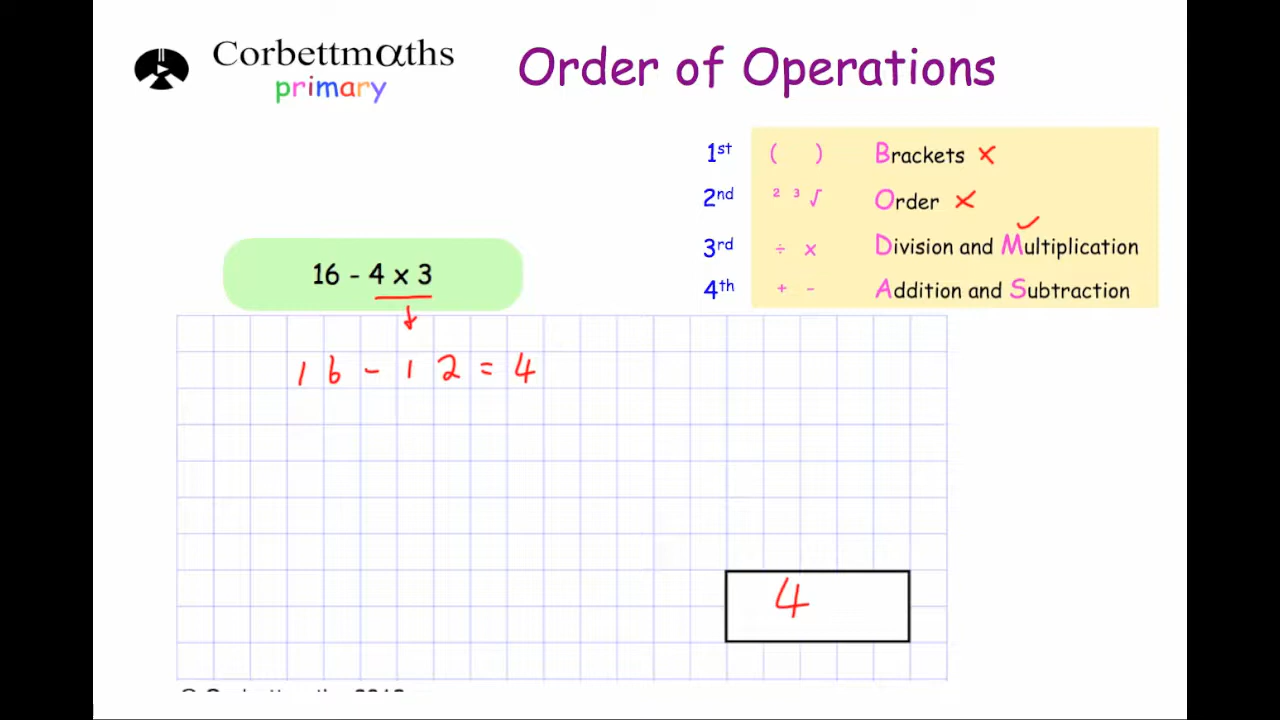 Corbettmαths
primary
Order of Operations
1st ( ) Brackets ×
2nd ² ³ √ Order ×
3rd ÷ x Division and Multiplication ✓
4th + - Addition and Subtraction
16 - 4 x 3
16 - 12 = 4
4